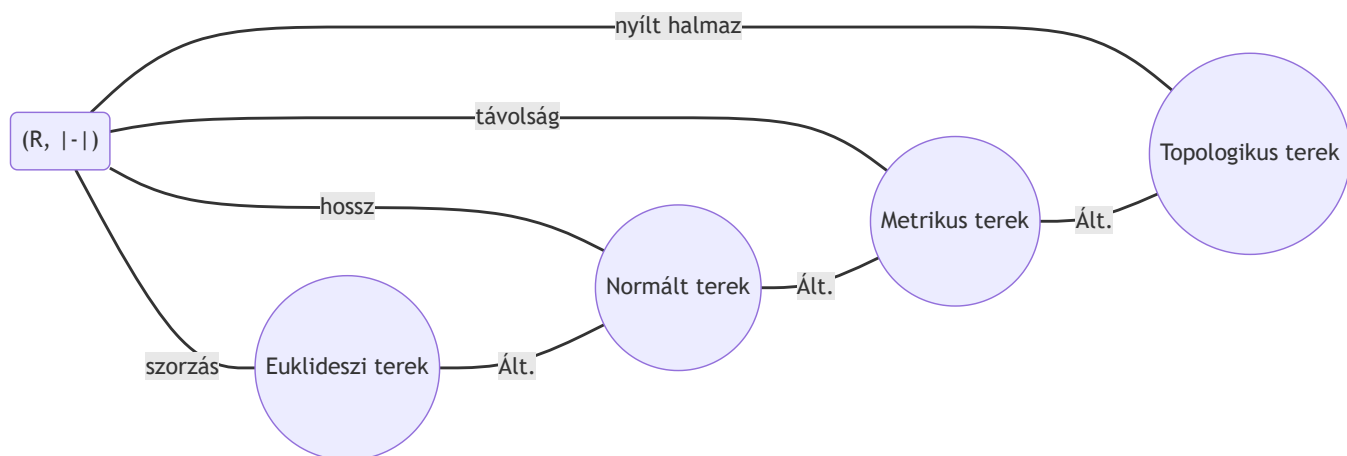 nyílt halmaz
távolság
(R, |-|)
Topologikus terek
hossz
Metrikus terek
Ált.
Normált terek
Ált.
szorzás
Euklideszi terek
Ált.